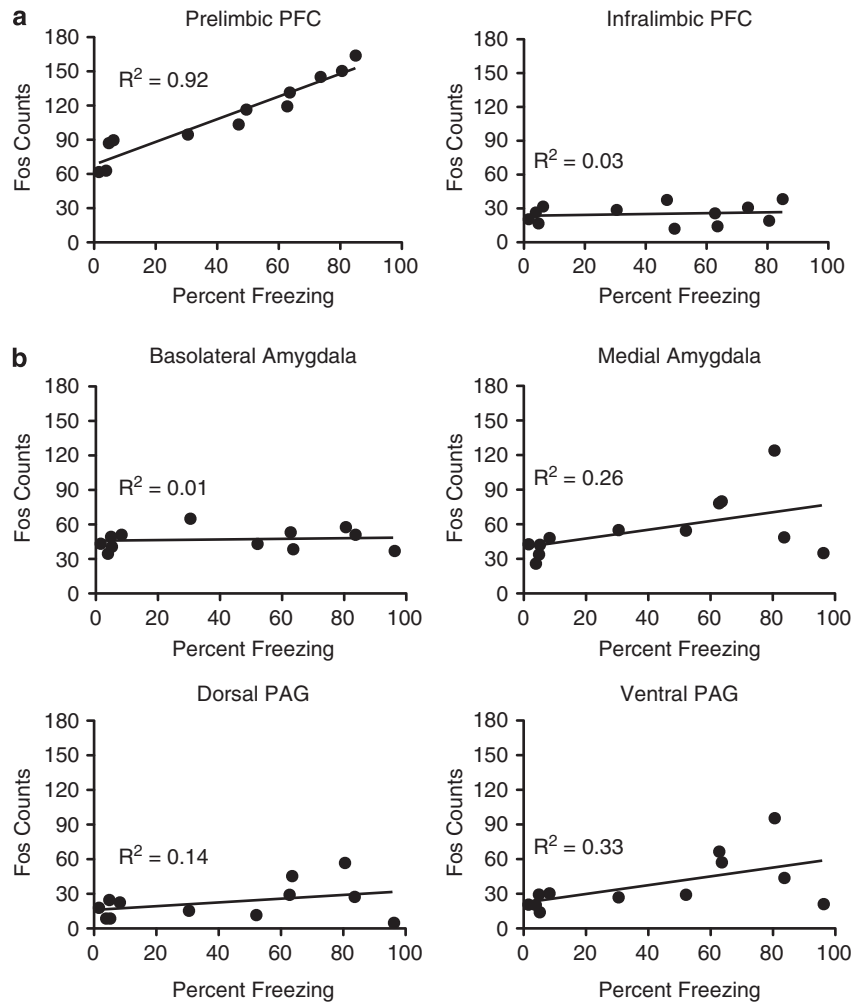 a
Prelimbic PFC
180
150
120
90
60
30
0
Fos Counts
R² = 0.92
0 20 40 60 80 100
Percent Freezing
Infralimbic PFC
180
150
120
90
60
30
0
Fos Counts
R² = 0.03
0 20 40 60 80 100
Percent Freezing
b
Basolateral Amygdala
180
150
120
90
60
30
0
Fos Counts
R² = 0.01
0 20 40 60 80 100
Percent Freezing
Medial Amygdala
180
150
120
90
60
30
0
Fos Counts
R² = 0.26
0 20 40 60 80 100
Percent Freezing
Dorsal PAG
180
150
120
90
60
30
0
Fos Counts
R² = 0.14
0 20 40 60 80 100
Percent Freezing
Ventral PAG
180
150
120
90
60
30
0
Fos Counts
R² = 0.33
0 20 40 60 80 100
Percent Freezing